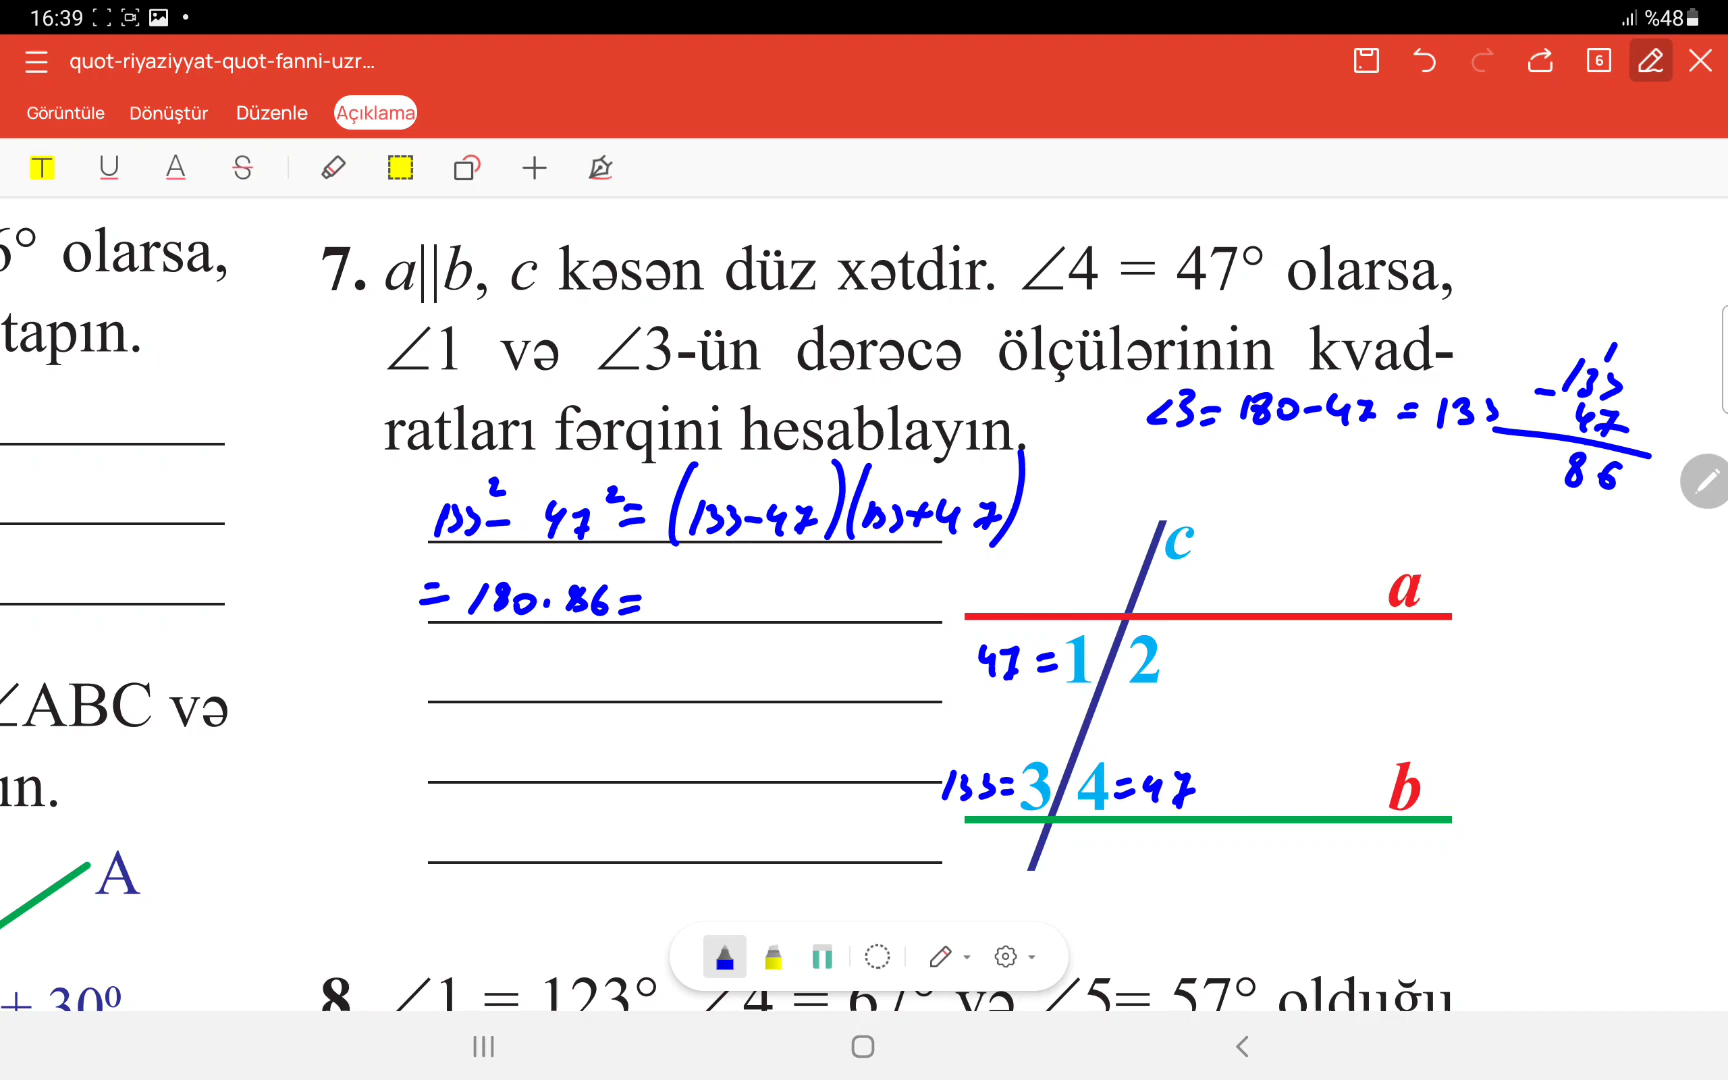 16:39
%48
quot-riyaziyyat-quot-fanni-uzr...
6
Görüntüle Dönüştür Düzenle Açıklama
T U A S
6° olarsa,
tapın.
∠ABC və
ın.
A
+ 30⁰
7. a||b, c kəsən düz xətdir. ∠4 = 47° olarsa,
∠1 və ∠3-ün dərəcə ölçülərinin kvad-
ratları fərqini hesablayın.
∠3= 180-47 = 133
-133
47
86
133² - 47² = (133-47)(133+47)
= 180·86=
c
a
47 = 1 2
133= 3 4 =47
b
8 ∠1 = 123° ∠4 = 67° və ∠5= 57° olduğu